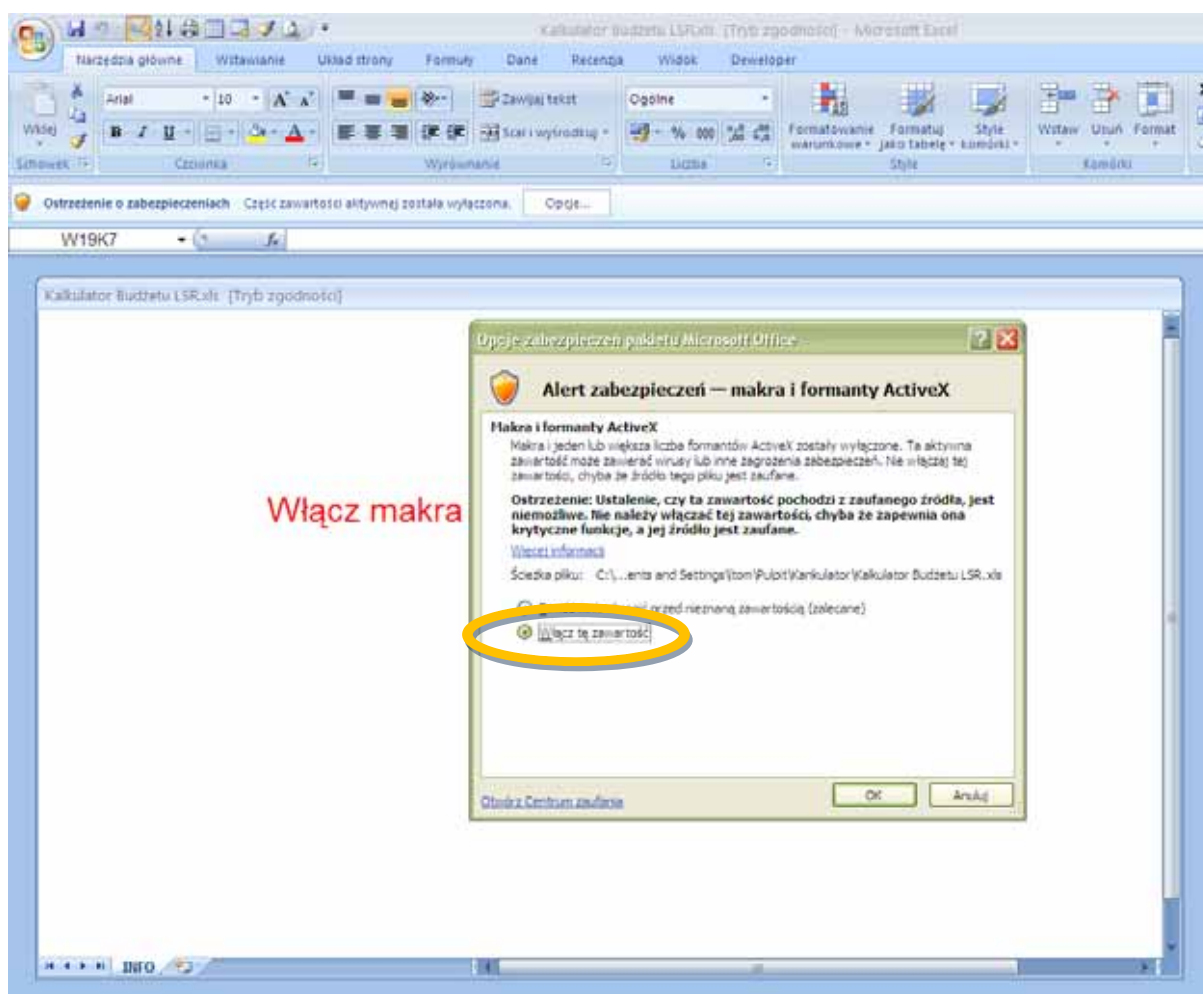 Kalkulator Budżetu LSR.xls [Tryb zgodności] - Microsoft Excel
Narzędzia główne Wstawianie Układ strony Formuły Dane Recenzja Widok Deweloper
Wklej
Arial 10
Zawijaj tekst
Ogólne
B I U
Scal i wyśrodkuj
% 000
Formatowanie warunkowe
Formatuj jako tabelę
Style komórki
Wstaw Usuń Format
Schowek Czcionka Wyrównanie Liczba Style Komórki
Ostrzeżenie o zabezpieczeniach Część zawartości aktywnej została wyłączona. Opcje...
W19K7 fx
Kalkulator Budżetu LSR.xls [Tryb zgodności]
Opcje zabezpieczeń pakietu Microsoft Office
Alert zabezpieczeń — makra i formanty ActiveX
Makra i formanty ActiveX
Makra i jeden lub większa liczba formantów ActiveX zostały wyłączone. Ta aktywna
zawartość może zawierać wirusy lub inne zagrożenia zabezpieczeń. Nie włączaj tej
zawartości, chyba że źródło tego pliku jest zaufane.
Włącz makra
Ostrzeżenie: Ustalenie, czy ta zawartość pochodzi z zaufanego źródła, jest
niemożliwe. Nie należy włączać tej zawartości, chyba że zapewnia ona
krytyczne funkcje, a jej źródło jest zaufane.
Więcej informacji
Ścieżka pliku: C:\...ents and Settings\tom\Pulpit\Kankulator\Kalkulator Budżetu LSR.xls
przed nieznaną zawartością (zalecane)
Włącz tę zawartość
Otwórz Centrum zaufania
OK Anuluj
INFO